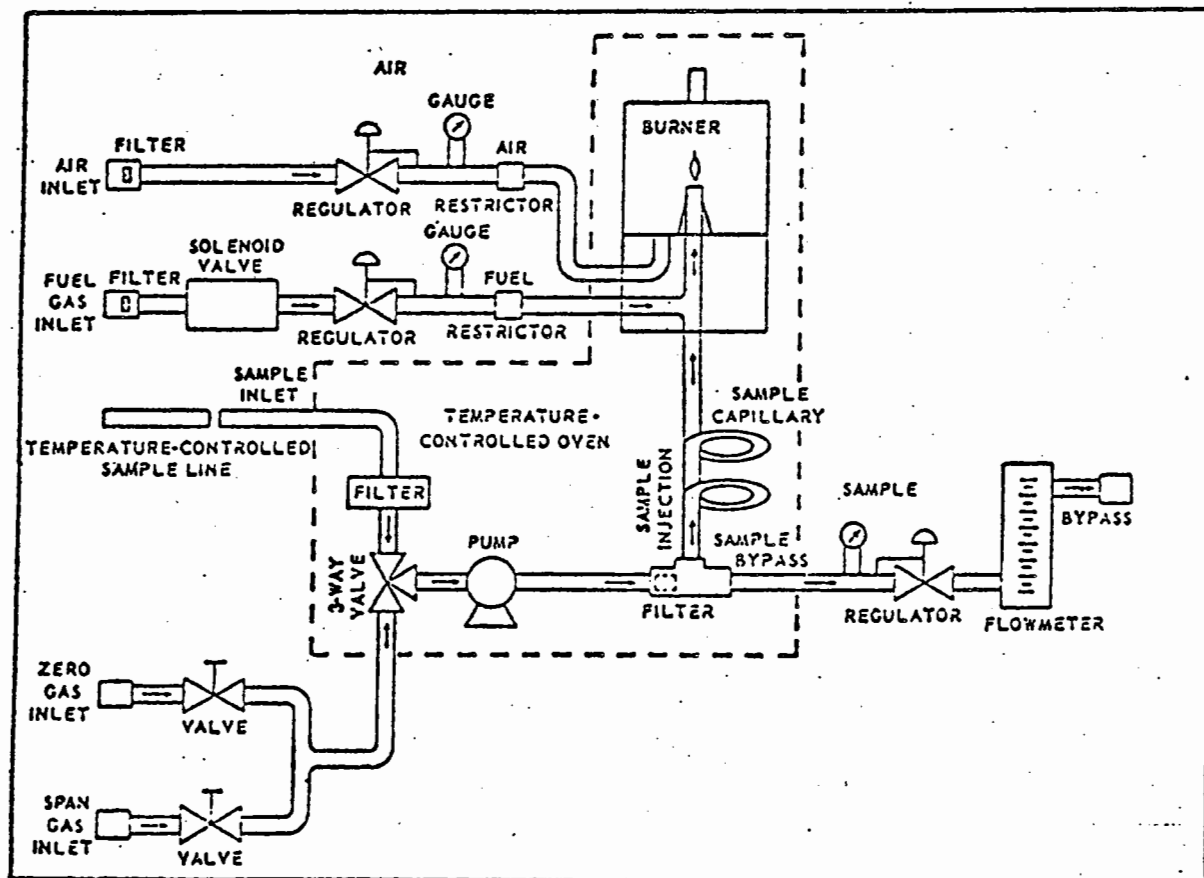 AIR
GAUGE
FILTER
AIR
AIR
INLET
REGULATOR
RESTRICTOR
BURNER
GAUGE
SOLENOID
VALVE
FILTER
FUEL
FUEL
GAS
INLET
REGULATOR
RESTRICTOR
SAMPLE
INLET
TEMPERATURE-
CONTROLLED OVEN
SAMPLE
CAPILLARY
TEMPERATURE-CONTROLLED
SAMPLE LINE
FILTER
SAMPLE
INJECTION
SAMPLE
BYPASS
SAMPLE
BYPASS
3-WAY
VALVE
PUMP
FILTER
REGULATOR
FLOWMETER
ZERO
GAS
INLET
VALVE
SPAN
GAS
INLET
VALVE